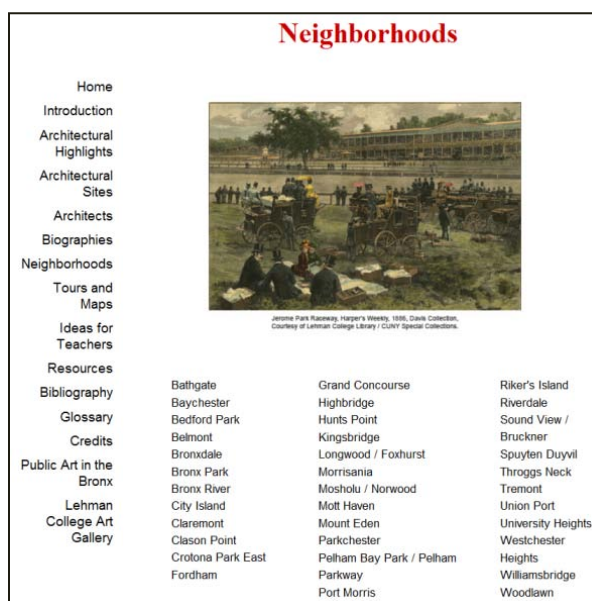 Neighborhoods
Home
Introduction
Architectural
Highlights
Architectural
Sites
Architects
Biographies
Neighborhoods
Tours and
Maps
Ideas for
Teachers
Resources
Bibliography
Glossary
Credits
Public Art in the
Bronx
Lehman
College Art
Gallery
Jerome Park Raceway, Harper's Weekly, 1886, Davis Collection,
Courtesy of Lehman College Library / CUNY Special Collections.
Bathgate
Baychester
Bedford Park
Belmont
Bronxdale
Bronx Park
Bronx River
City Island
Claremont
Clason Point
Crotona Park East
Fordham
Grand Concourse
Highbridge
Hunts Point
Kingsbridge
Longwood / Foxhurst
Morrisania
Mosholu / Norwood
Mott Haven
Mount Eden
Parkchester
Pelham Bay Park / Pelham
Parkway
Port Morris
Riker's Island
Riverdale
Sound View /
Bruckner
Spuyten Duyvil
Throggs Neck
Tremont
Union Port
University Heights
Westchester
Heights
Williamsbridge
Woodlawn